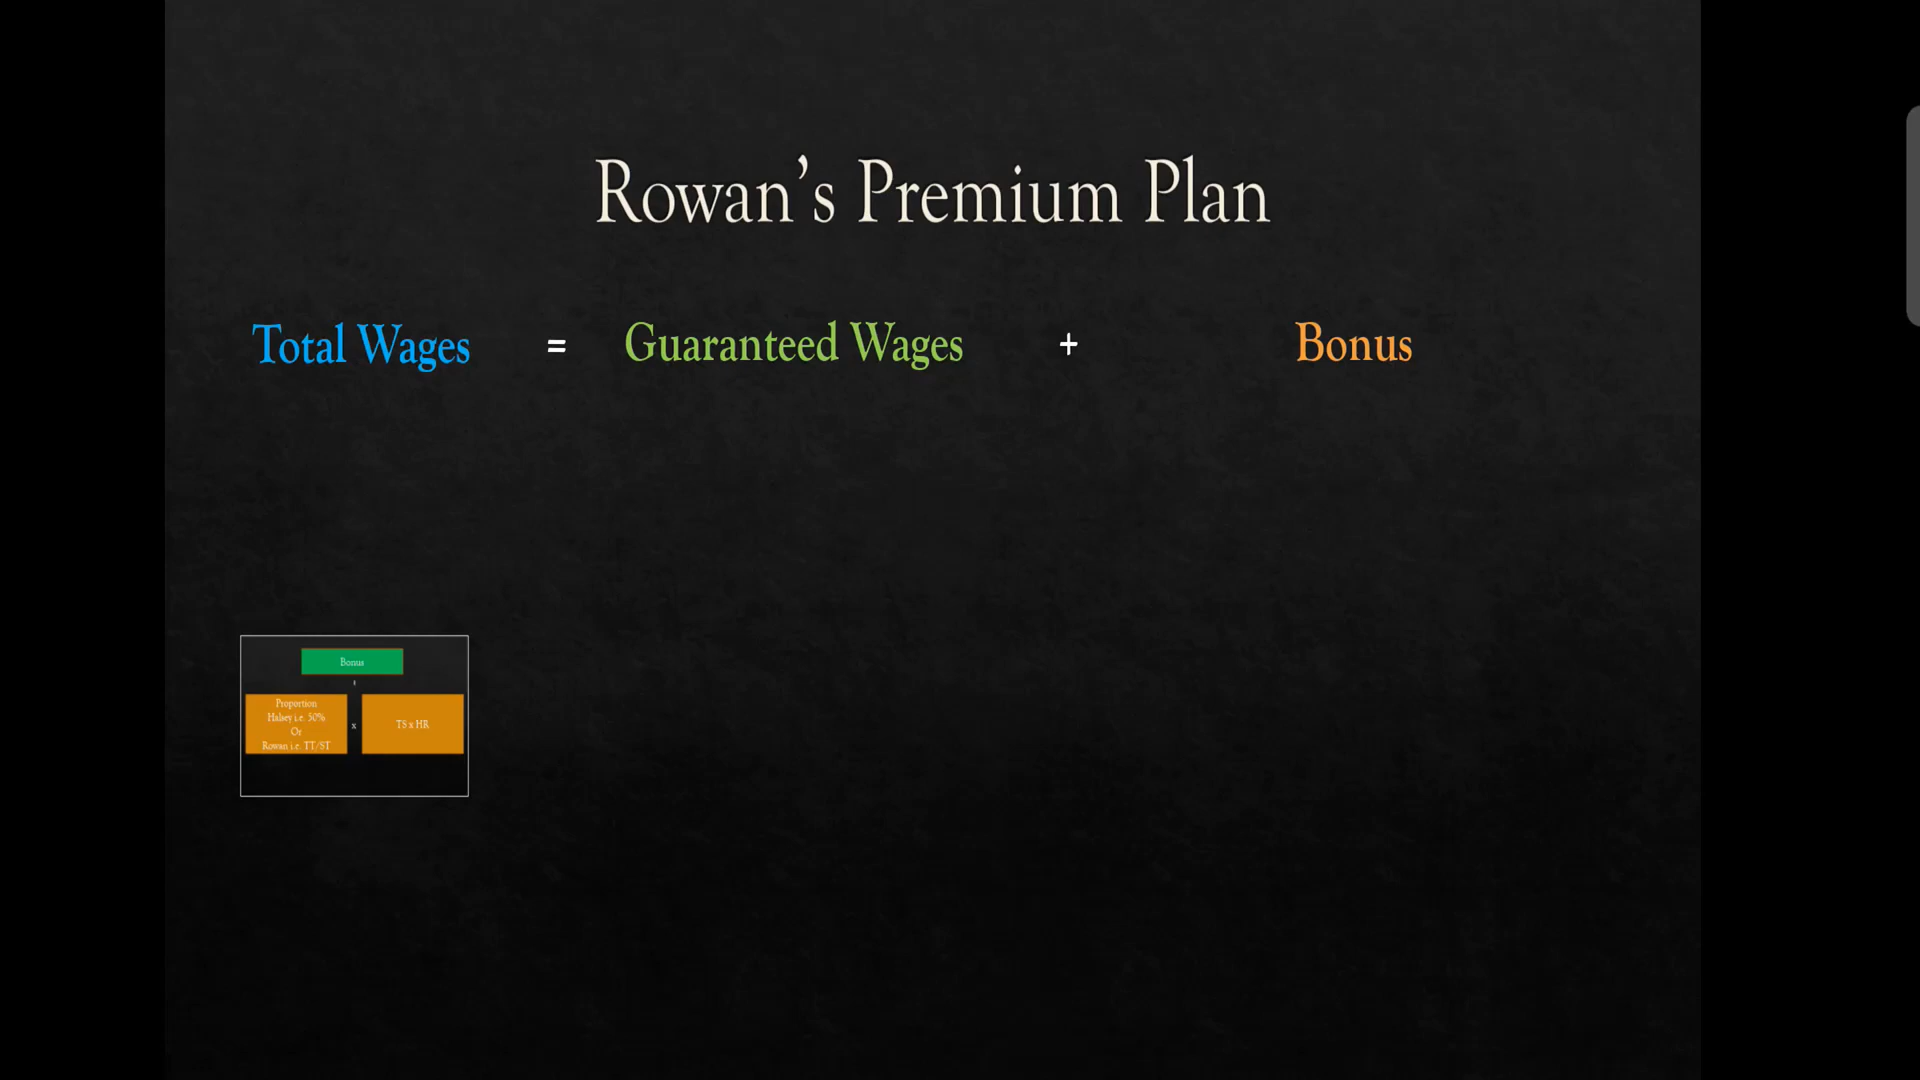 Rowan’s Premium Plan
Total Wages = Guaranteed Wages + Bonus
Bonus
Proportion
Halsey i.e. 50%
Or
Rowan i.e. TT/ST
x
TS x HR